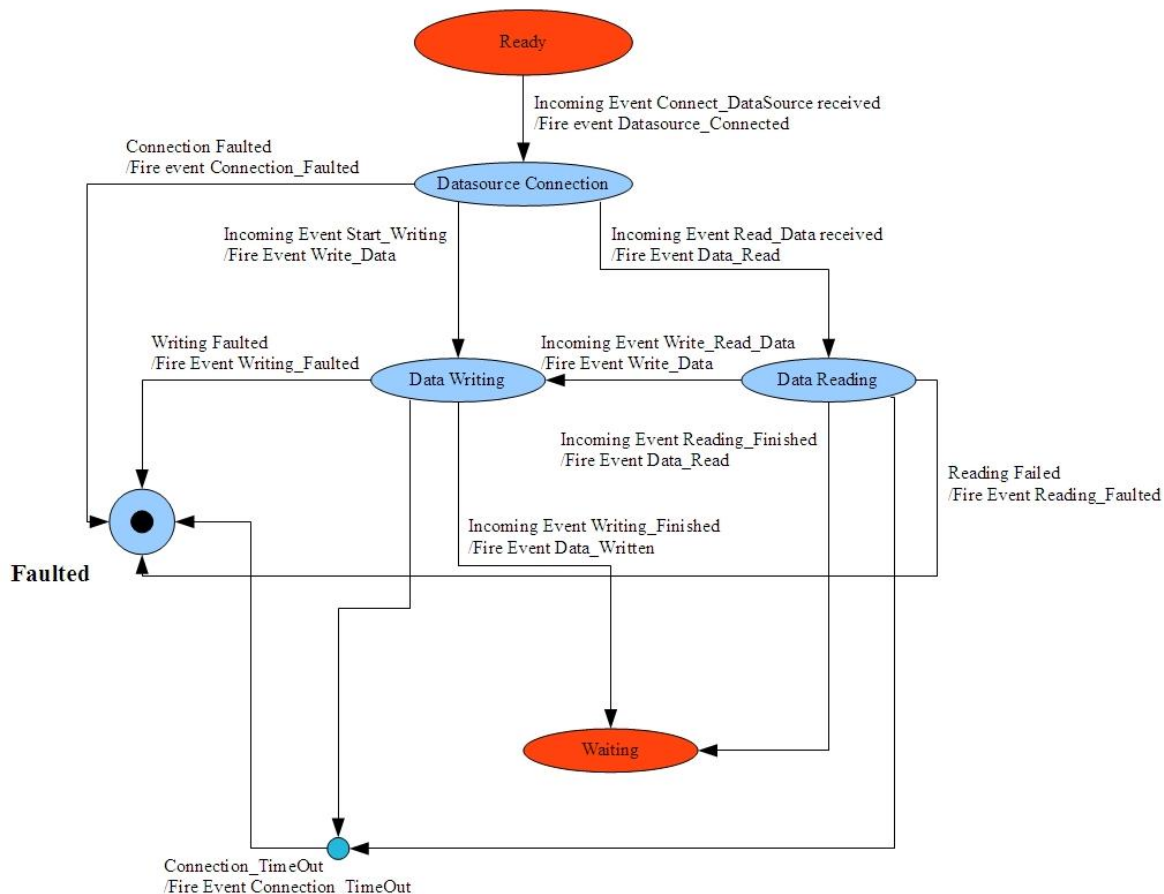 Ready
Incoming Event Connect_DataSource received
/Fire event Datasource_Connected
Connection Faulted
/Fire event Connection_Faulted
Datasource Connection
Incoming Event Start_Writing
/Fire Event Write_Data
Incoming Event Read_Data received
/Fire Event Data_Read
Writing Faulted
/Fire Event Writing_Faulted
Incoming Event Write_Read_Data
/Fire Event Write_Data
Data Writing
Data Reading
Incoming Event Reading_Finished
/Fire Event Data_Read
Reading Failed
/Fire Event Reading_Faulted
Incoming Event Writing_Finished
/Fire Event Data_Written
Faulted
Waiting
Connection_TimeOut
/Fire Event Connection_TimeOut